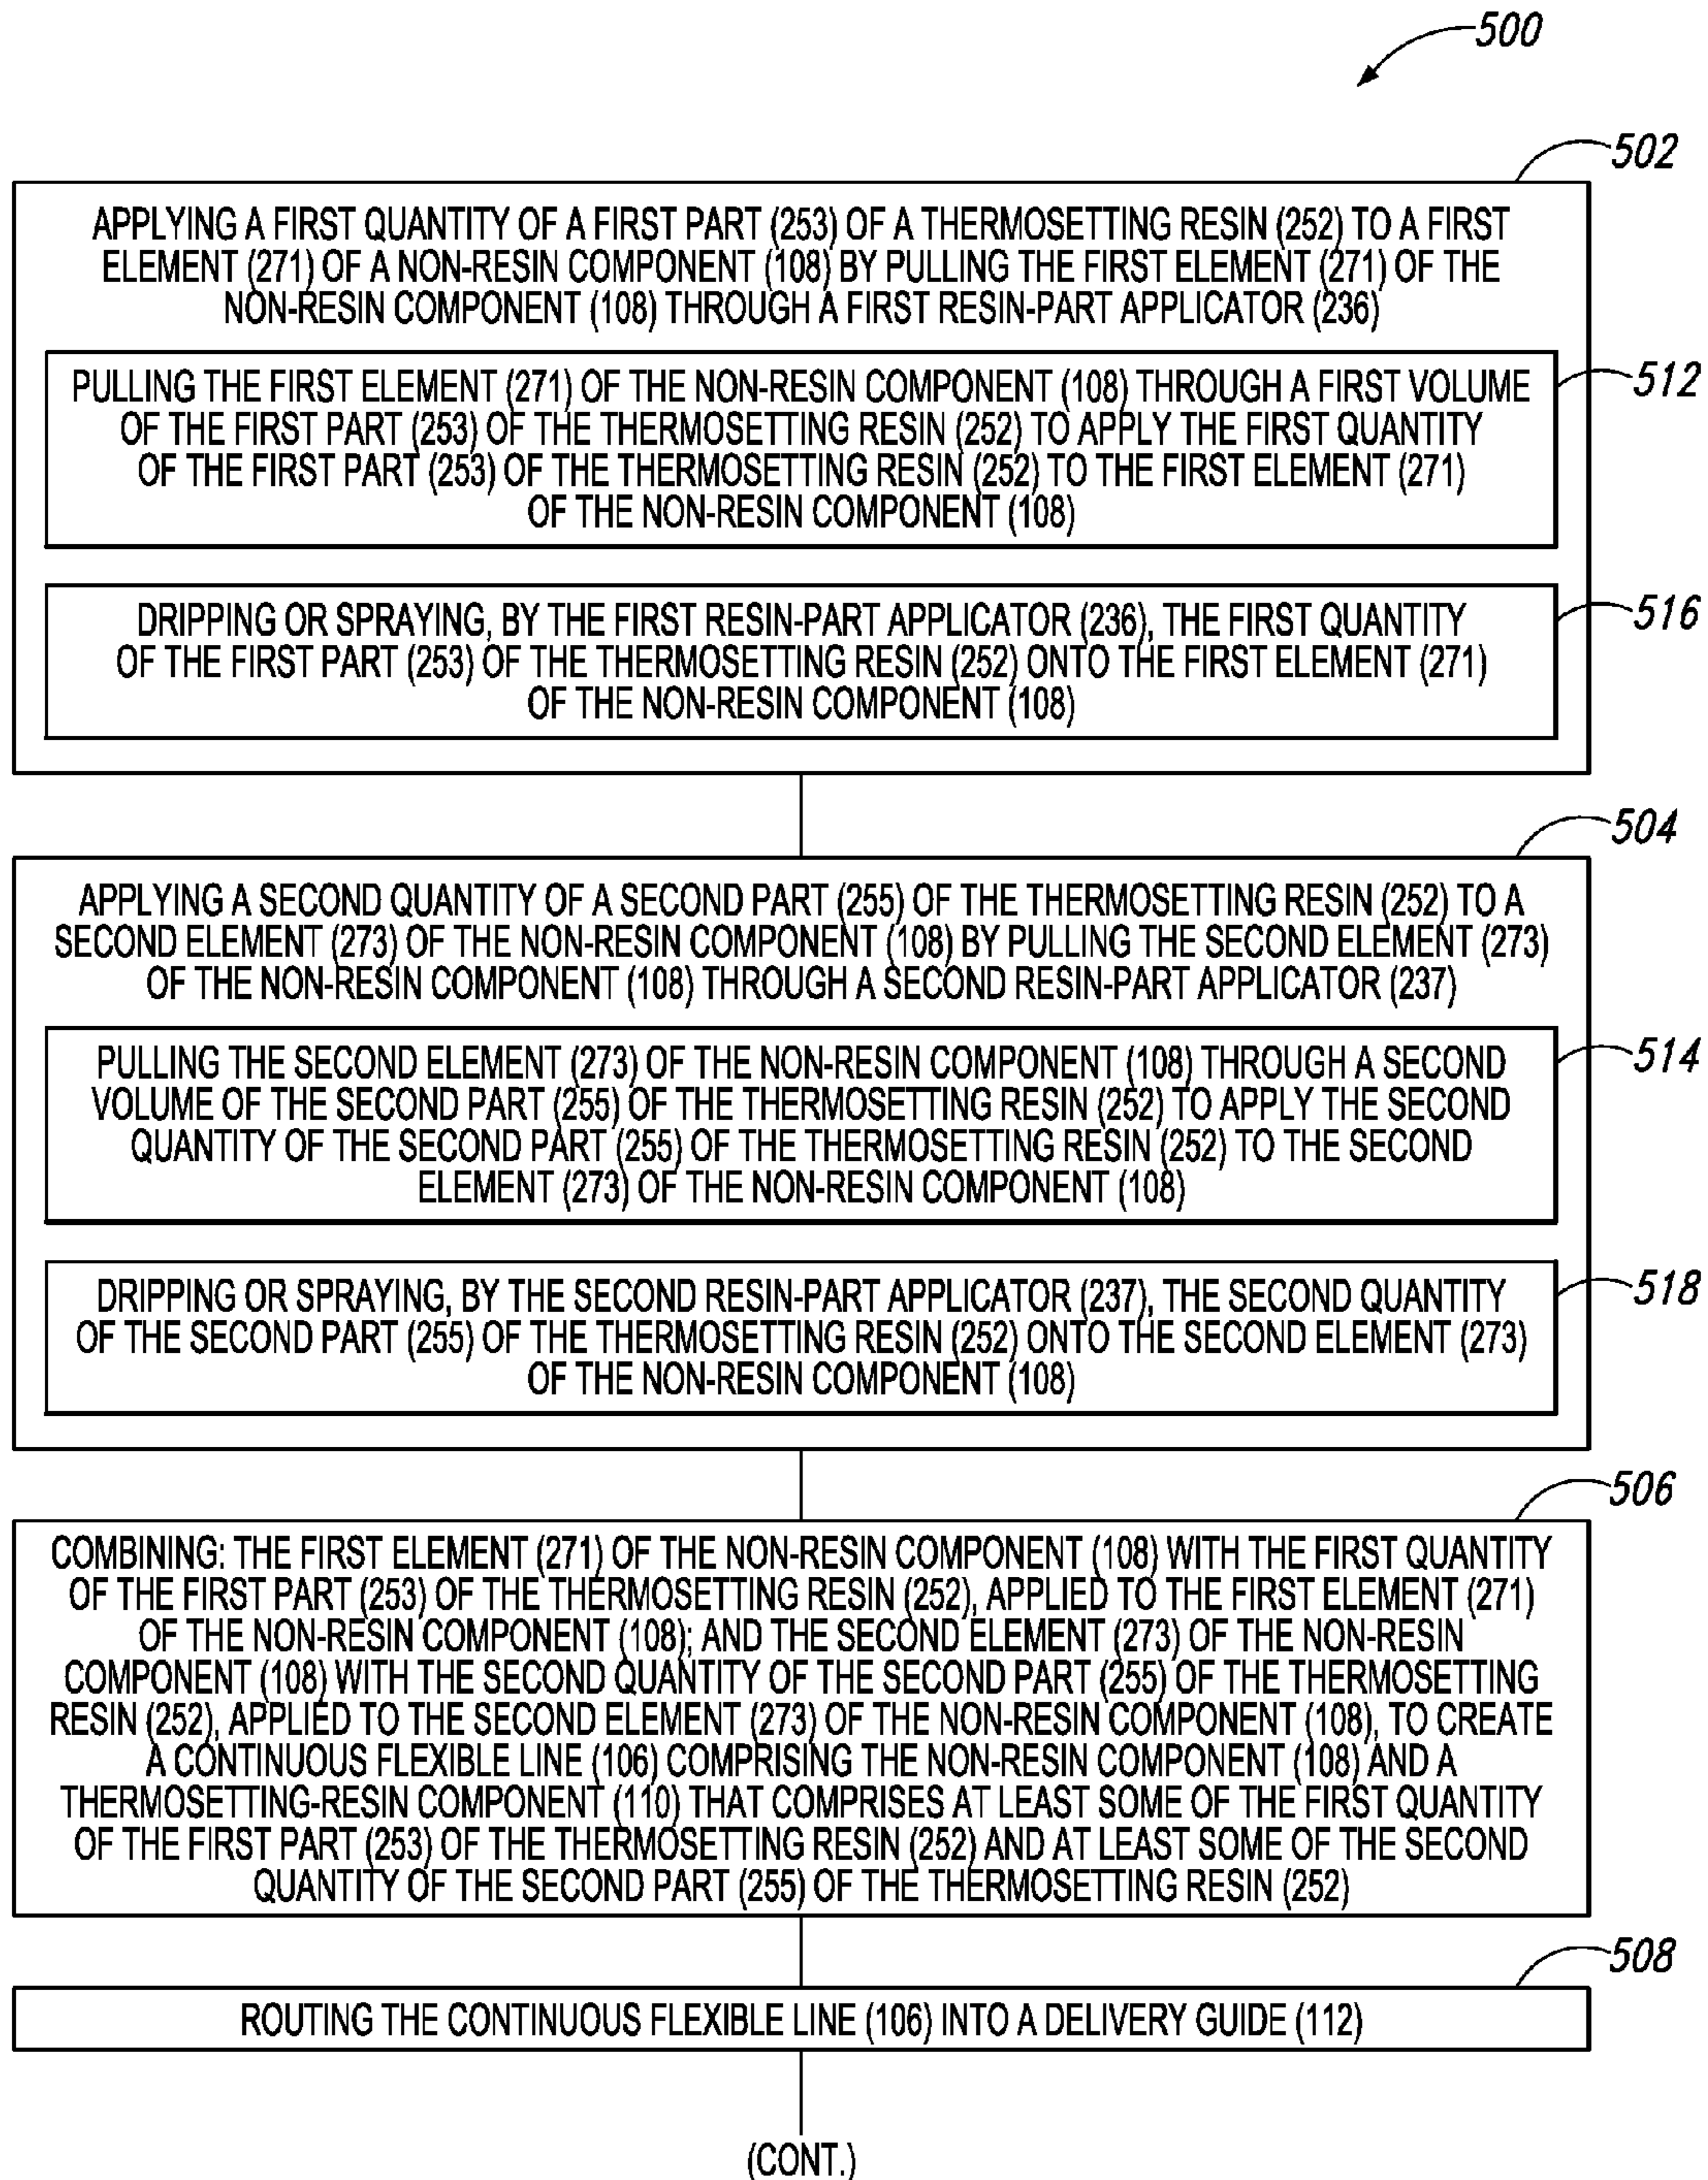 500
502
APPLYING A FIRST QUANTITY OF A FIRST PART (253) OF A THERMOSETTING RESIN (252) TO A FIRST
ELEMENT (271) OF A NON-RESIN COMPONENT (108) BY PULLING THE FIRST ELEMENT (271) OF THE
NON-RESIN COMPONENT (108) THROUGH A FIRST RESIN-PART APPLICATOR (236)
512
PULLING THE FIRST ELEMENT (271) OF THE NON-RESIN COMPONENT (108) THROUGH A FIRST VOLUME
OF THE FIRST PART (253) OF THE THERMOSETTING RESIN (252) TO APPLY THE FIRST QUANTITY
OF THE FIRST PART (253) OF THE THERMOSETTING RESIN (252) TO THE FIRST ELEMENT (271)
OF THE NON-RESIN COMPONENT (108)
516
DRIPPING OR SPRAYING, BY THE FIRST RESIN-PART APPLICATOR (236), THE FIRST QUANTITY
OF THE FIRST PART (253) OF THE THERMOSETTING RESIN (252) ONTO THE FIRST ELEMENT (271)
OF THE NON-RESIN COMPONENT (108)
504
APPLYING A SECOND QUANTITY OF A SECOND PART (255) OF THE THERMOSETTING RESIN (252) TO A
SECOND ELEMENT (273) OF THE NON-RESIN COMPONENT (108) BY PULLING THE SECOND ELEMENT (273)
OF THE NON-RESIN COMPONENT (108) THROUGH A SECOND RESIN-PART APPLICATOR (237)
514
PULLING THE SECOND ELEMENT (273) OF THE NON-RESIN COMPONENT (108) THROUGH A SECOND
VOLUME OF THE SECOND PART (255) OF THE THERMOSETTING RESIN (252) TO APPLY THE SECOND
QUANTITY OF THE SECOND PART (255) OF THE THERMOSETTING RESIN (252) TO THE SECOND
ELEMENT (273) OF THE NON-RESIN COMPONENT (108)
518
DRIPPING OR SPRAYING, BY THE SECOND RESIN-PART APPLICATOR (237), THE SECOND QUANTITY
OF THE SECOND PART (255) OF THE THERMOSETTING RESIN (252) ONTO THE SECOND ELEMENT (273)
OF THE NON-RESIN COMPONENT (108)
506
COMBINING: THE FIRST ELEMENT (271) OF THE NON-RESIN COMPONENT (108) WITH THE FIRST QUANTITY
OF THE FIRST PART (253) OF THE THERMOSETTING RESIN (252), APPLIED TO THE FIRST ELEMENT (271)
OF THE NON-RESIN COMPONENT (108); AND THE SECOND ELEMENT (273) OF THE NON-RESIN
COMPONENT (108) WITH THE SECOND QUANTITY OF THE SECOND PART (255) OF THE THERMOSETTING
RESIN (252), APPLIED TO THE SECOND ELEMENT (273) OF THE NON-RESIN COMPONENT (108), TO CREATE
A CONTINUOUS FLEXIBLE LINE (106) COMPRISING THE NON-RESIN COMPONENT (108) AND A
THERMOSETTING-RESIN COMPONENT (110) THAT COMPRISES AT LEAST SOME OF THE FIRST QUANTITY
OF THE FIRST PART (253) OF THE THERMOSETTING RESIN (252) AND AT LEAST SOME OF THE SECOND
QUANTITY OF THE SECOND PART (255) OF THE THERMOSETTING RESIN (252)
508
ROUTING THE CONTINUOUS FLEXIBLE LINE (106) INTO A DELIVERY GUIDE (112)
(CONT.)